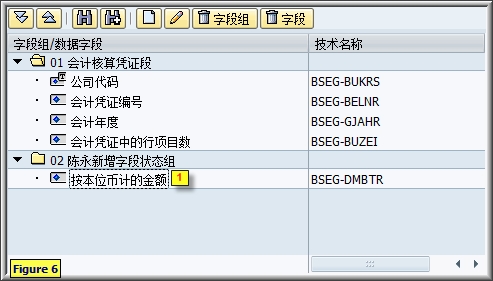 字段组 字段
字段组/数据字段 技术名称
01 会计核算凭证段
公司代码 BSEG-BUKRS
会计凭证编号 BSEG-BELNR
会计年度 BSEG-GJAHR
会计凭证中的行项目数 BSEG-BUZEI
02 陈永新增字段状态组
按本位币计的金额 1 BSEG-DMBTR
Figure 6